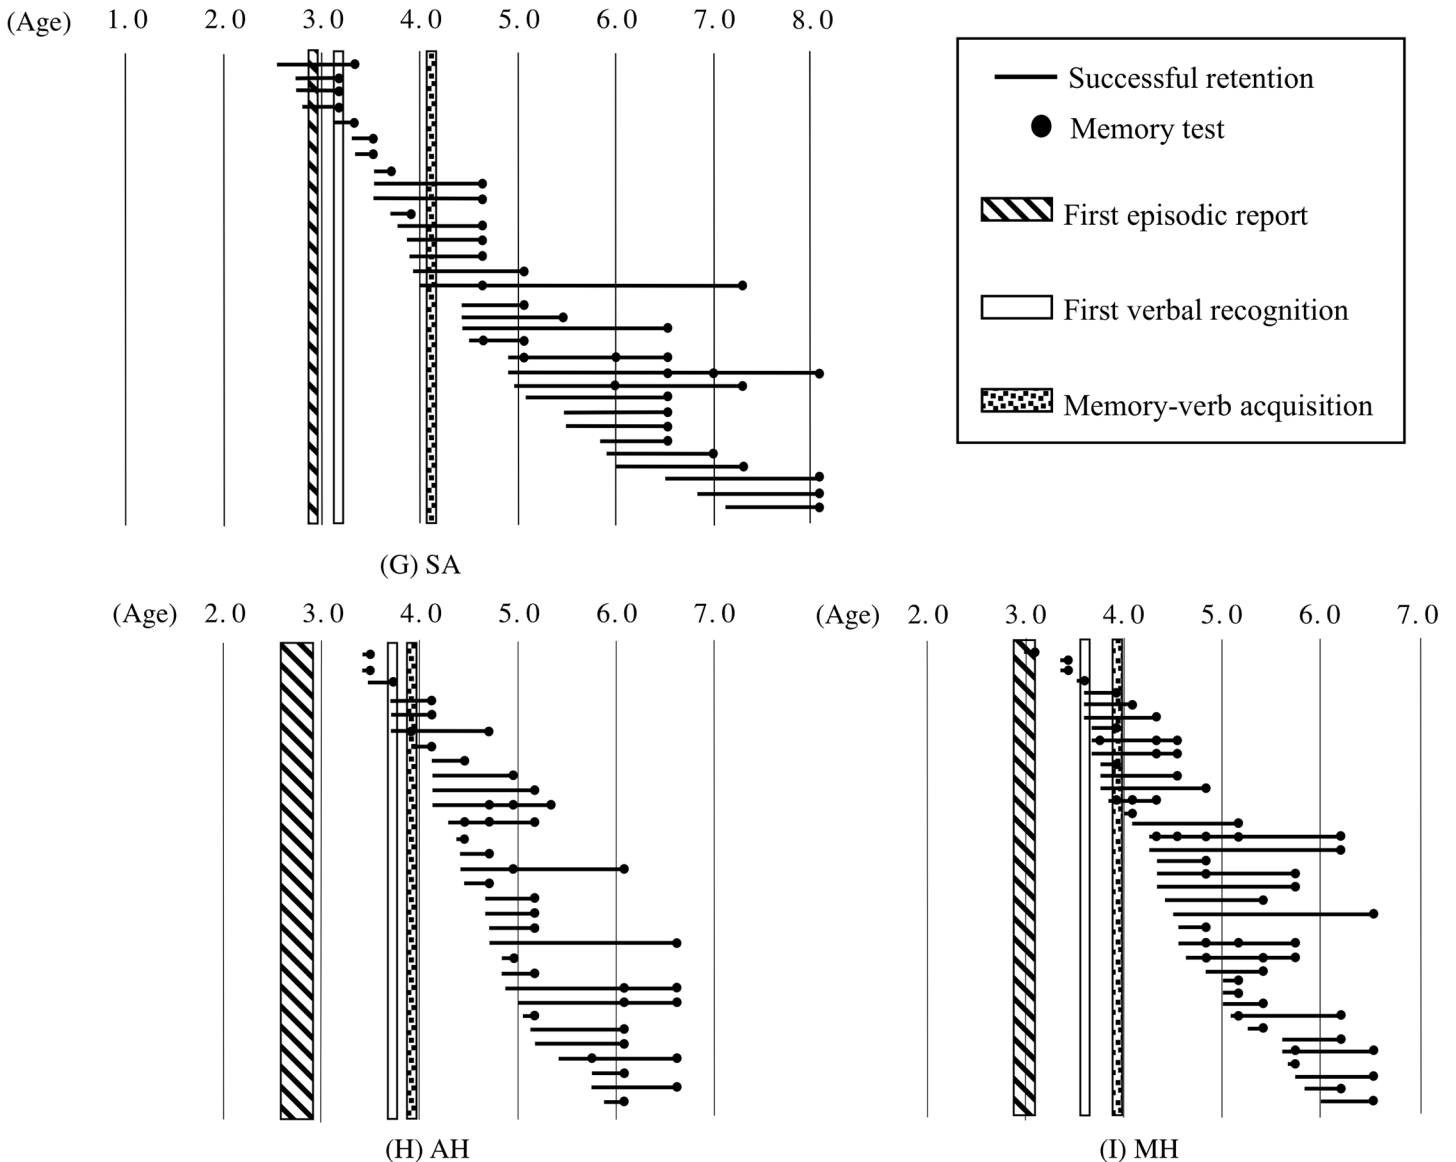 (Age) 1.0 2.0 3.0 4.0 5.0 6.0 7.0 8.0
Successful retention
Memory test
First episodic report
First verbal recognition
Memory-verb acquisition
(G) SA
(Age) 2.0 3.0 4.0 5.0 6.0 7.0
(H) AH
(Age) 2.0 3.0 4.0 5.0 6.0 7.0
(I) MH